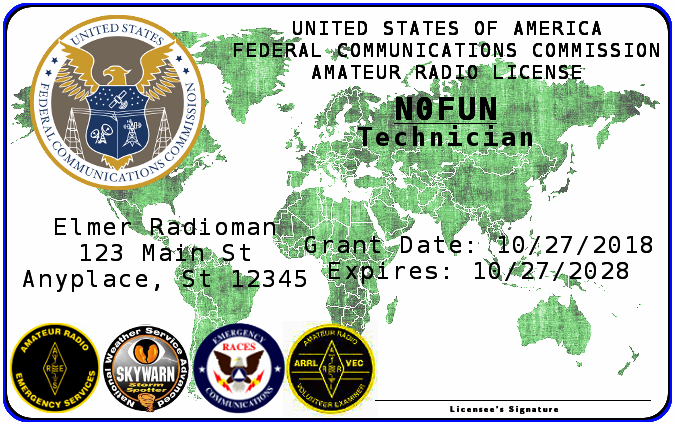 UNITED STATES OF AMERICA
FEDERAL COMMUNICATIONS COMMISSION
AMATEUR RADIO LICENSE
UNITED STATES
FEDERAL COMMUNICATIONS COMMISSION
N0FUN
Technician
Elmer Radioman
123 Main St
Anyplace, St 12345
Grant Date: 10/27/2018
Expires: 10/27/2028
AMATEUR RADIO
EMERGENCY SERVICES
National Weather Service Advanced
SKYWARN
Storm
Spotter
EMERGENCY
RACES
COMMUNICATIONS
AMATEUR RADIO
ARRL VEC
VOLUNTEER EXAMINER
Licensee's Signature